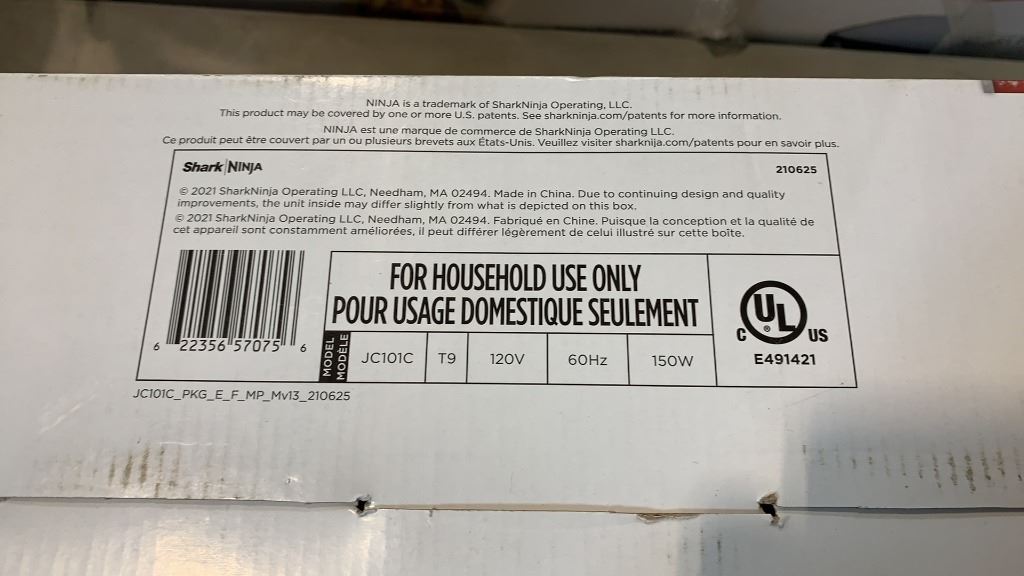 NINJA is a trademark of SharkNinja Operating, LLC.
This product may be covered by one or more U.S. patents. See sharkninja.com/patents for more information.
NINJA est une marque de commerce de SharkNinja Operating LLC.
Ce produit peut être couvert par un ou plusieurs brevets aux États-Unis. Veuillez visiter sharknija.com/patents pour en savoir plus.
Shark NINJA
210625
© 2021 SharkNinja Operating LLC, Needham, MA 02494. Made in China. Due to continuing design and quality
improvements, the unit inside may differ slightly from what is depicted on this box.
© 2021 SharkNinja Operating LLC, Needham, MA 02494. Fabriqué en Chine. Puisque la conception et la qualité de
cet appareil sont constamment améliorées, il peut différer légèrement de celui illustré sur cette boîte.
FOR HOUSEHOLD USE ONLY
POUR USAGE DOMESTIQUE SEULEMENT
6 22356 57075 6
MODEL
MODÈLE
JC101C T9 120V 60Hz 150W
C UL ® US
E491421
JC101C_PKG_E_F_MP_Mv13_210625